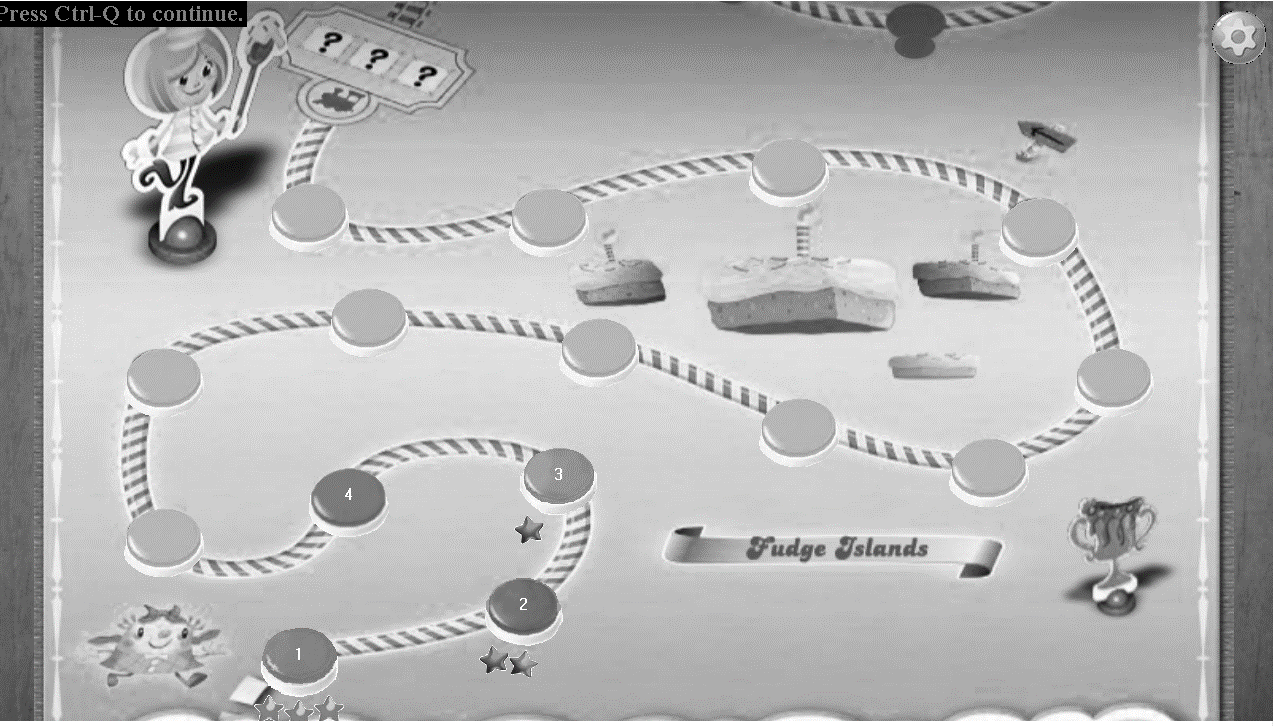 Press Ctrl-Q to continue.
? ? ?
3
4
Fudge Islands
2
1